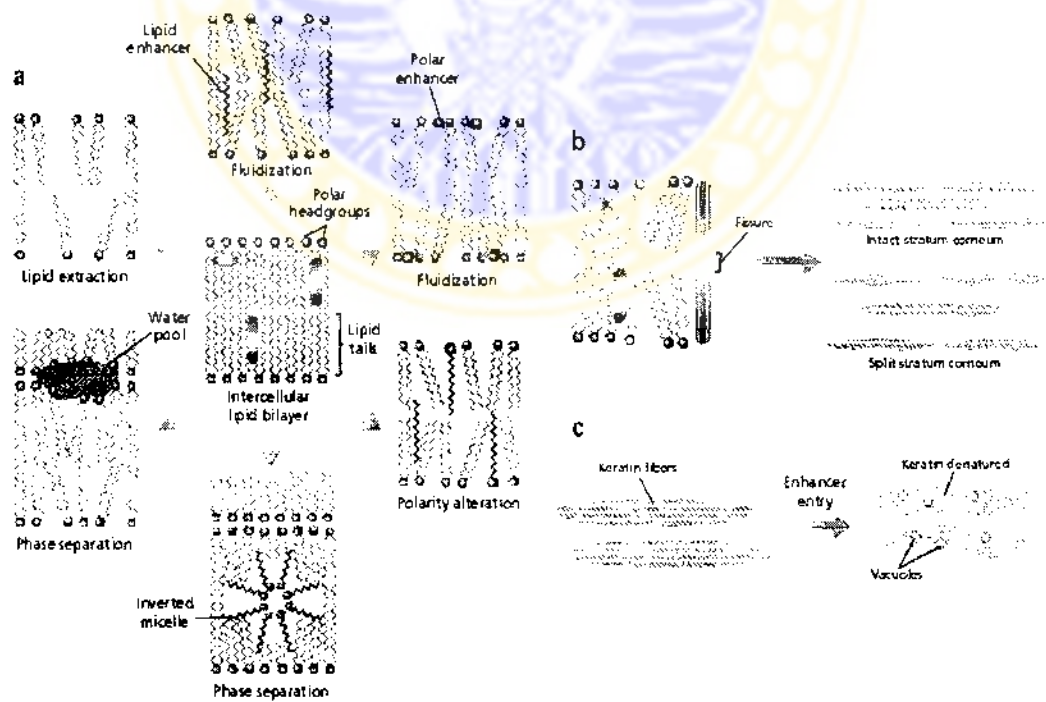 a
Lipid
enhancer
Fluidization
Polar
enhancer
Fluidization
Lipid extraction
Polar
headgroups
Lipid
tails
Intercellular
lipid bilayer
Water
pool
Phase separation
Polarity alteration
Inverted
micelle
Phase separation
b
Fissure
Intact stratum corneum
Split stratum corneum
c
Keratin fibers
Enhancer
entry
Keratin denatured
Vacuoles